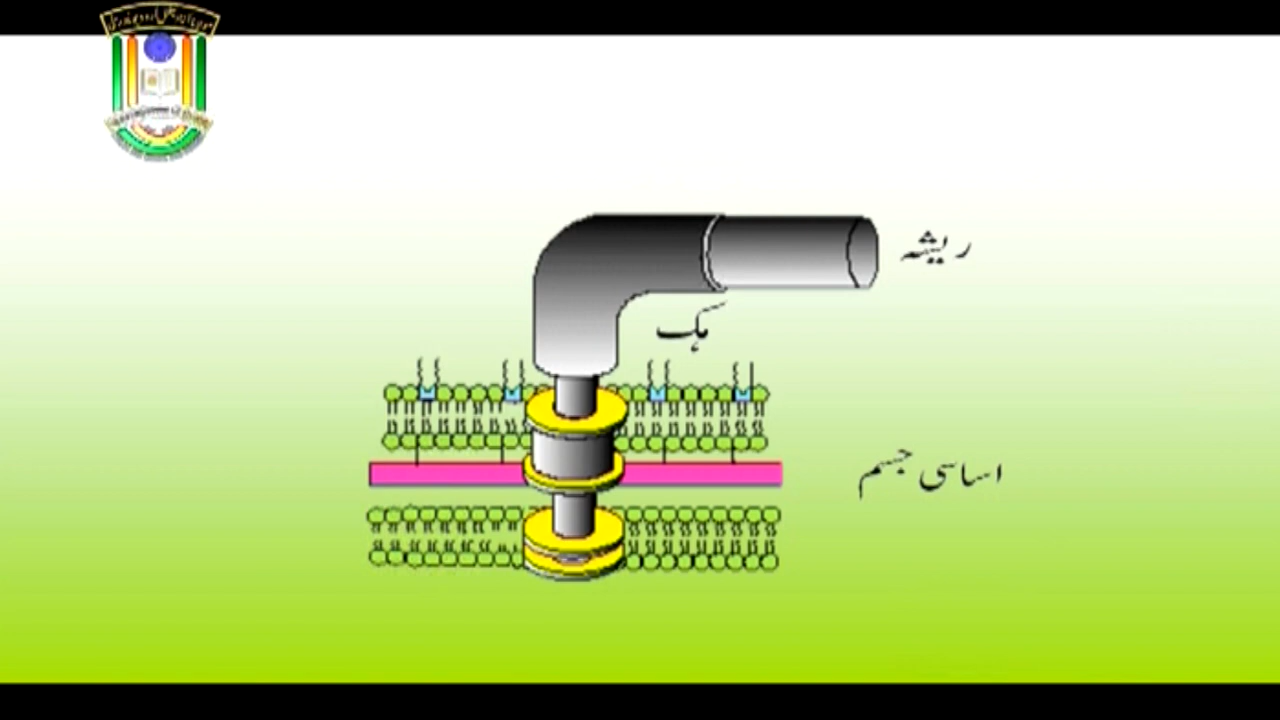 ریشہ
ہک
اساسی جسم